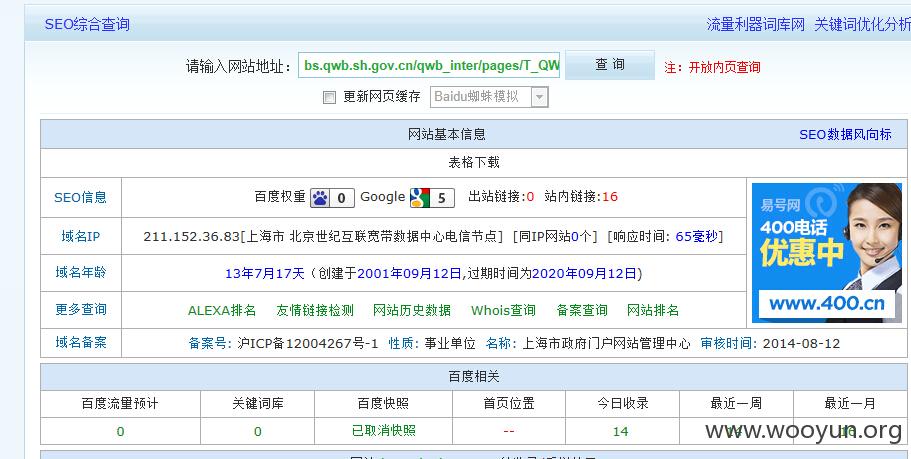 SEO综合查询 流量利器词库网 关键词优化分析
请输入网站地址： bs.qwb.sh.gov.cn/qwb_inter/pages/T_QW 查 询 注：开放内页查询
更新网页缓存 Baidu蜘蛛模拟
网站基本信息 SEO数据风向标
表格下载
SEO信息 百度权重 0 Google 5 出站链接:0 站内链接:16
域名IP 211.152.36.83[上海市 北京世纪互联宽带数据中心电信节点] [同IP网站0个] [响应时间: 65毫秒]
域名年龄 13年7月17天（创建于2001年09月12日,过期时间为2020年09月12日)
更多查询 ALEXA排名 友情链接检测 网站历史数据 Whois查询 备案查询 网站排名
域名备案 备案号: 沪ICP备12004267号-1 性质: 事业单位 名称: 上海市政府门户网站管理中心 审核时间: 2014-08-12
易号网
400电话
优惠中
www.400.cn
百度相关
百度流量预计 关键词库 百度快照 首页位置 今日收录 最近一周 最近一月
0 0 已取消快照 -- 14
www.wooyun.org